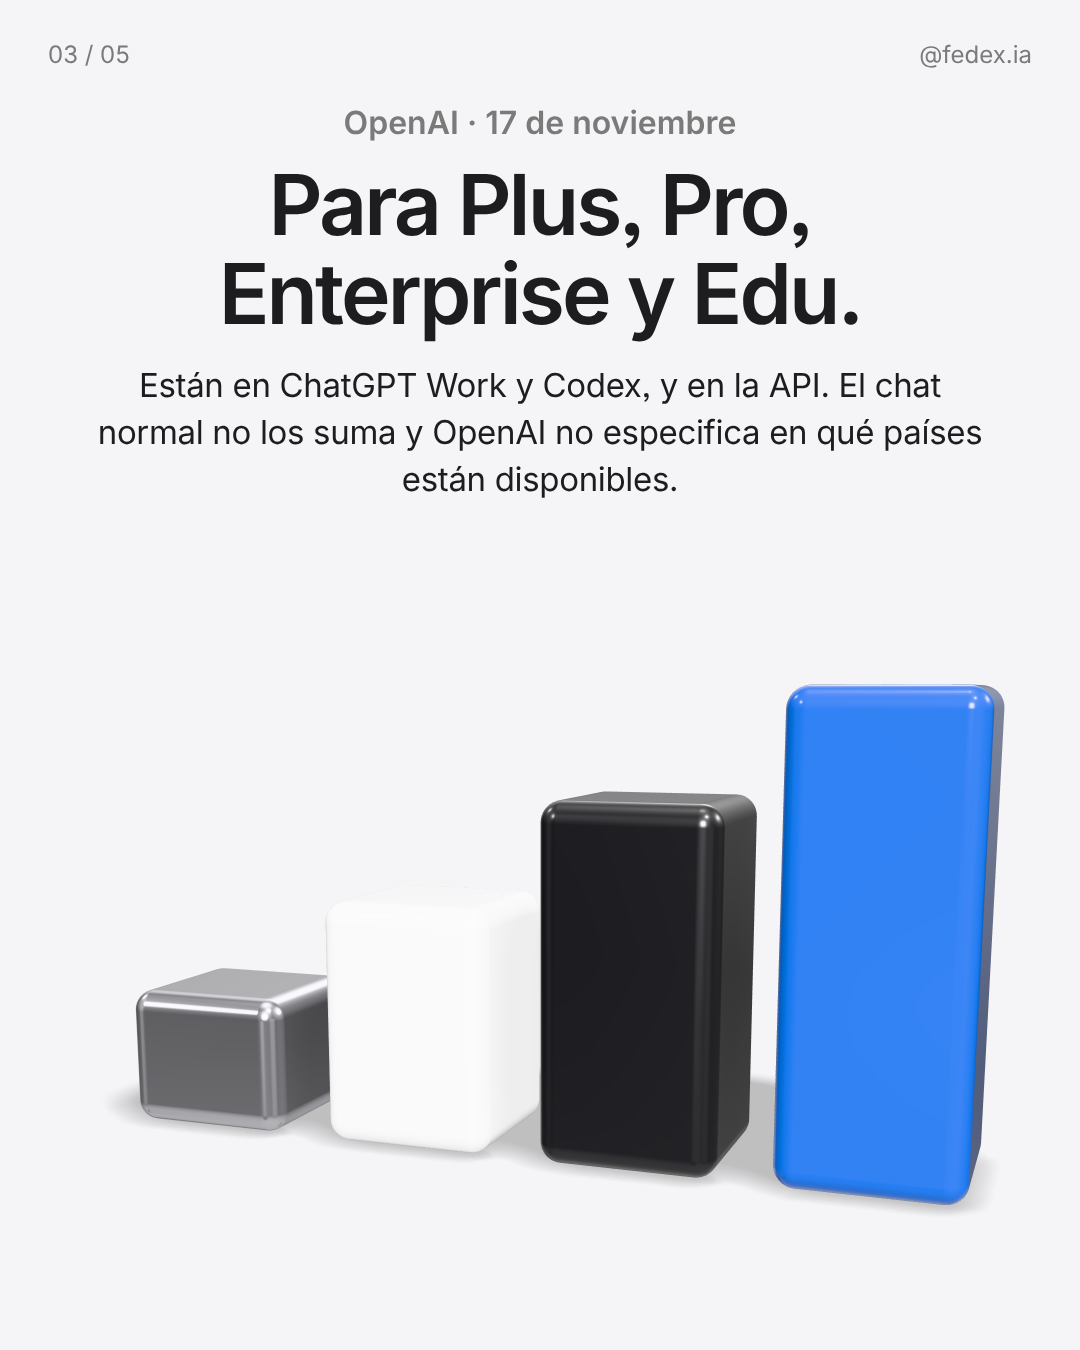 03 / 05
@fedex.ia
OpenAI · 17 de noviembre
Para Plus, Pro,
Enterprise y Edu.
Están en ChatGPT Work y Codex, y en la API. El chat
normal no los suma y OpenAI no especifica en qué países
están disponibles.